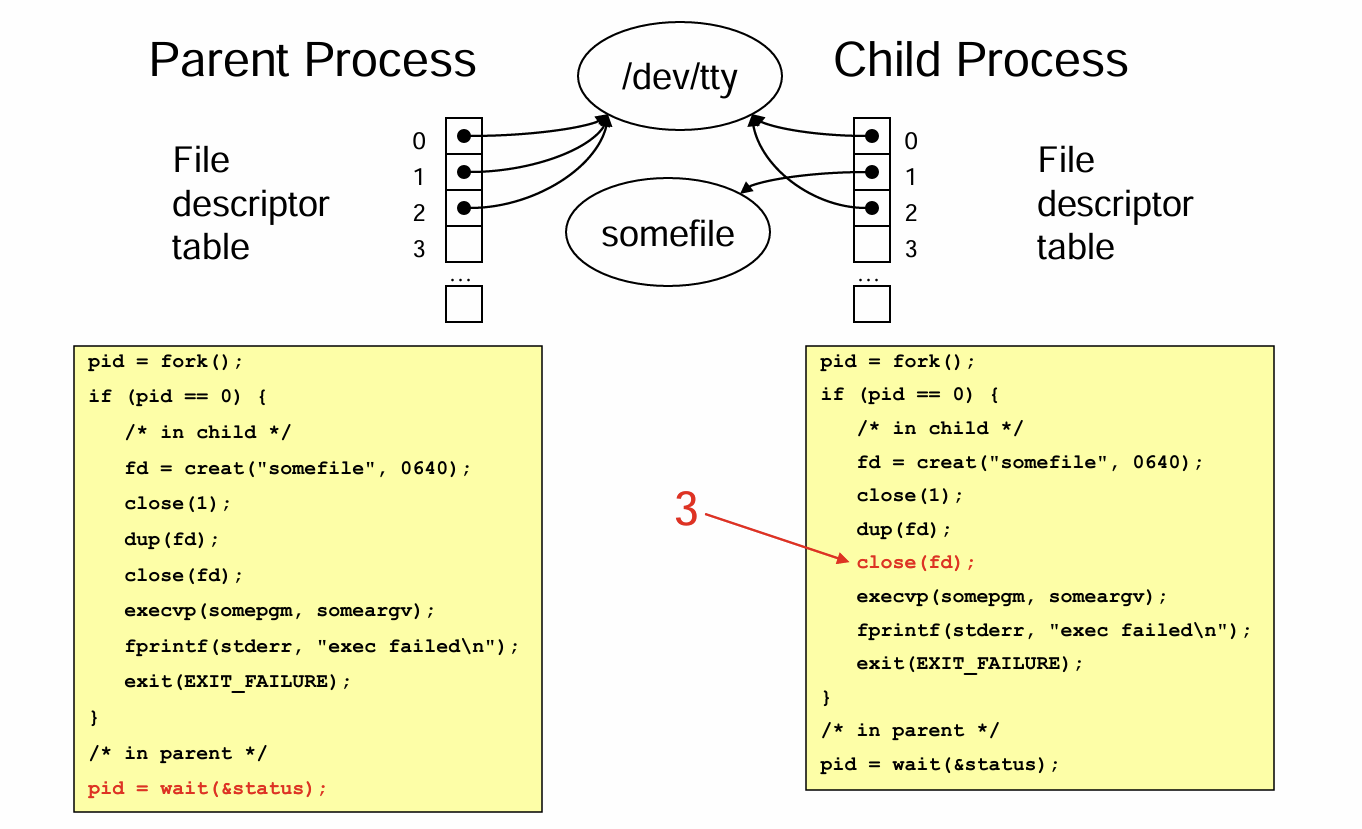 Parent Process
/dev/tty
Child Process
File
descriptor
table
0
1
2
3
...
somefile
0
1
2
3
...
File
descriptor
table
pid = fork();
if (pid == 0) {
/* in child */
fd = creat("somefile", 0640);
close(1);
dup(fd);
close(fd);
execvp(somepgm, someargv);
fprintf(stderr, "exec failed\n");
exit(EXIT_FAILURE);
}
/* in parent */
pid = wait(&status);
3
pid = fork();
if (pid == 0) {
/* in child */
fd = creat("somefile", 0640);
close(1);
dup(fd);
close(fd);
execvp(somepgm, someargv);
fprintf(stderr, "exec failed\n");
exit(EXIT_FAILURE);
}
/* in parent */
pid = wait(&status);